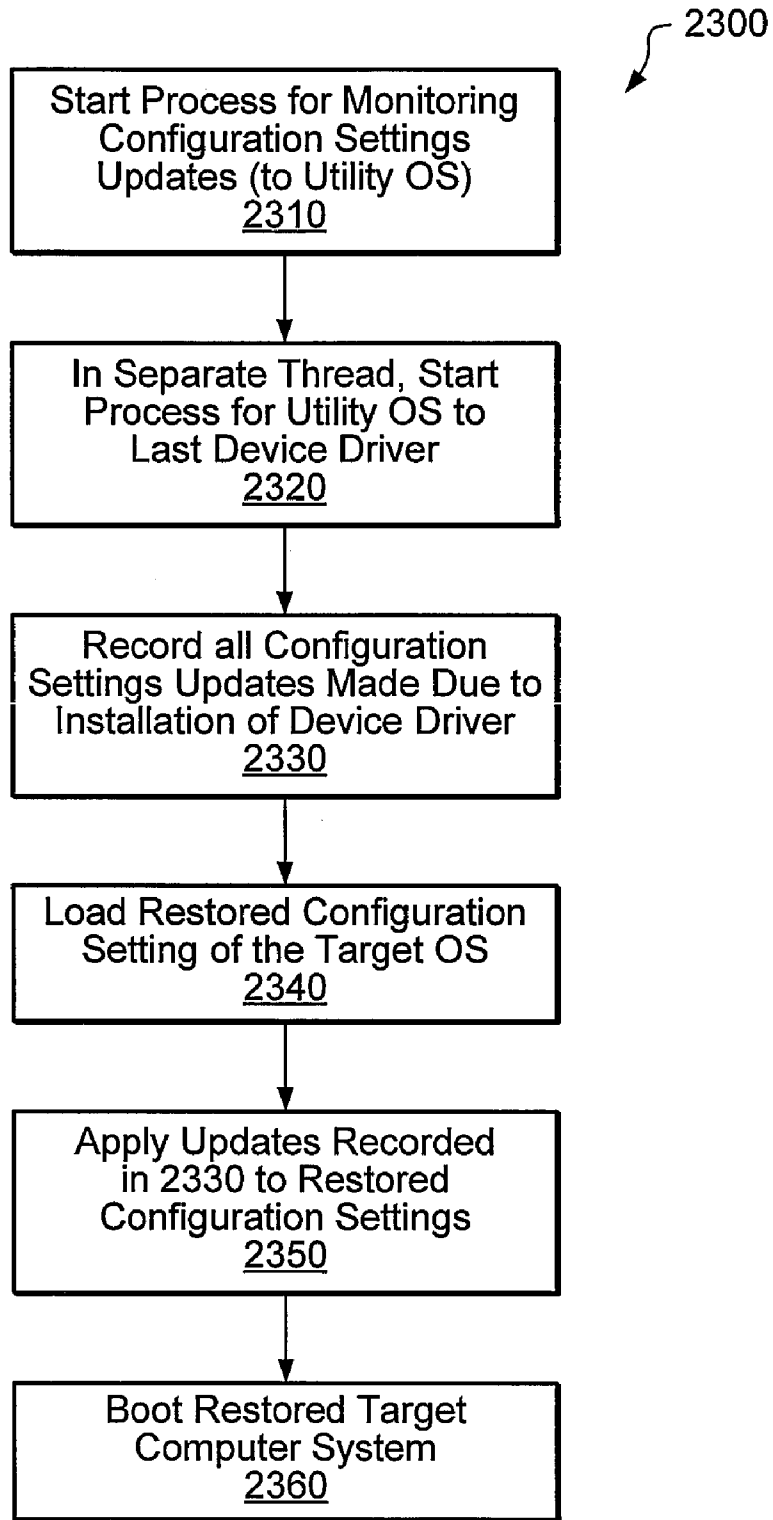 2300
Start Process for Monitoring
Configuration Settings
Updates (to Utility OS)
2310
In Separate Thread, Start
Process for Utility OS to
Last Device Driver
2320
Record all Configuration
Settings Updates Made Due to
Installation of Device Driver
2330
Load Restored Configuration
Setting of the Target OS
2340
Apply Updates Recorded
in 2330 to Restored
Configuration Settings
2350
Boot Restored Target
Computer System
2360